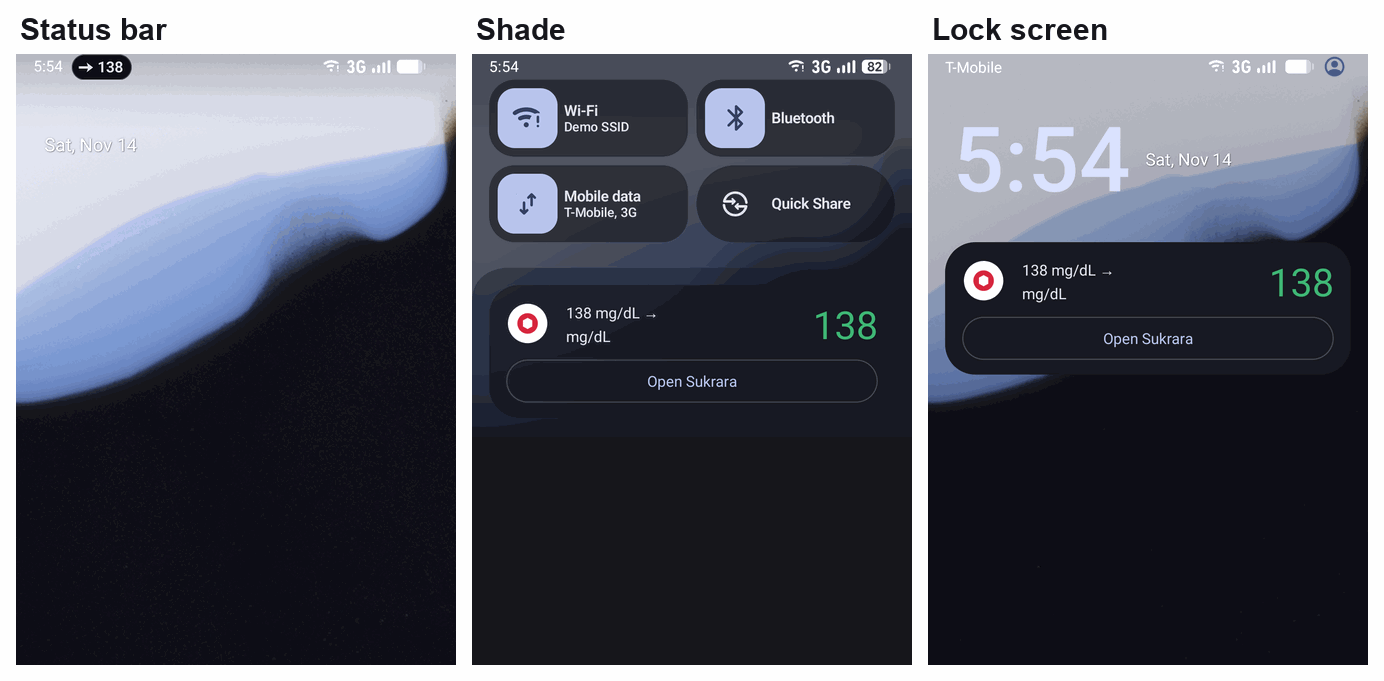 Status bar
5:54 → 138
3G
Sat, Nov 14
Shade
5:54
3G 82
Wi-Fi
Demo SSID
Bluetooth
Mobile data
T-Mobile, 3G
Quick Share
138 mg/dL →
mg/dL
138
Open Sukrara
Lock screen
T-Mobile
3G
5:54
Sat, Nov 14
138 mg/dL →
mg/dL
138
Open Sukrara